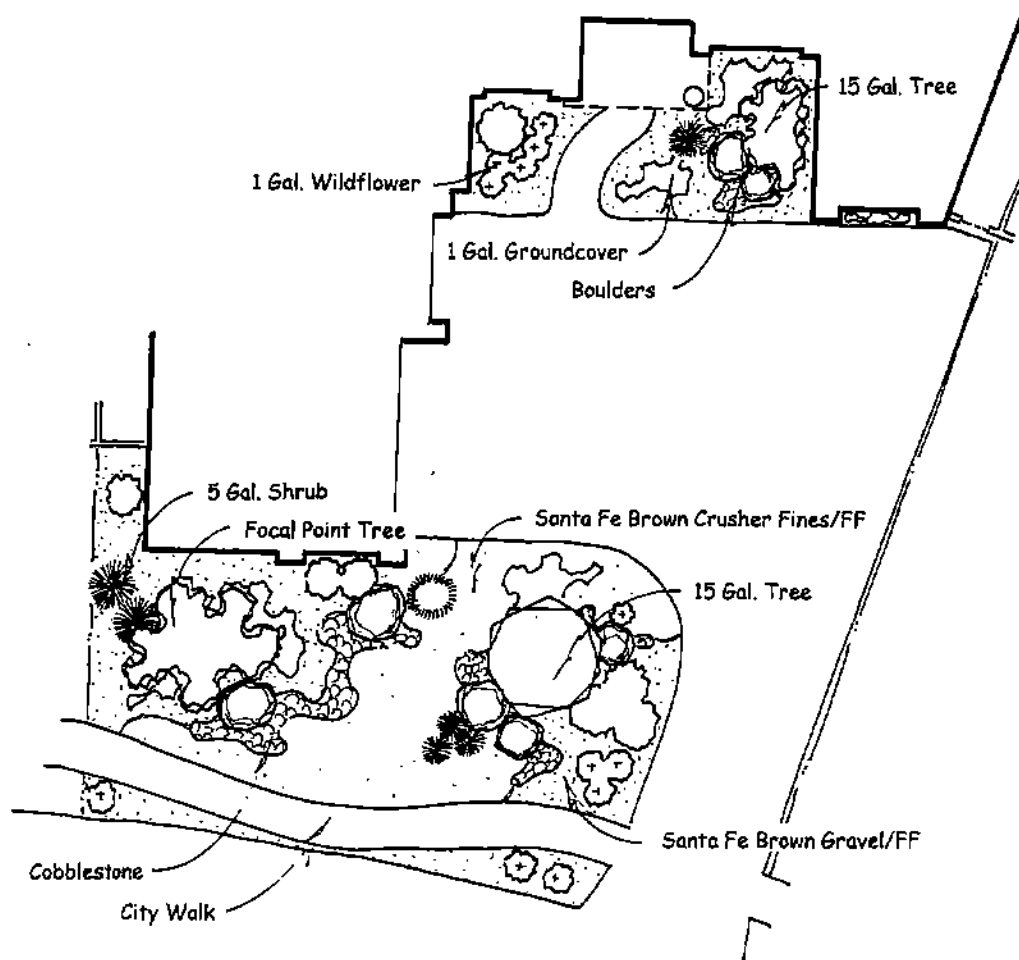 15 Gal. Tree
1 Gal. Wildflower
1 Gal. Groundcover
Boulders
5 Gal. Shrub
Focal Point Tree
Santa Fe Brown Crusher Fines/FF
15 Gal. Tree
Santa Fe Brown Gravel/FF
Cobblestone
City Walk